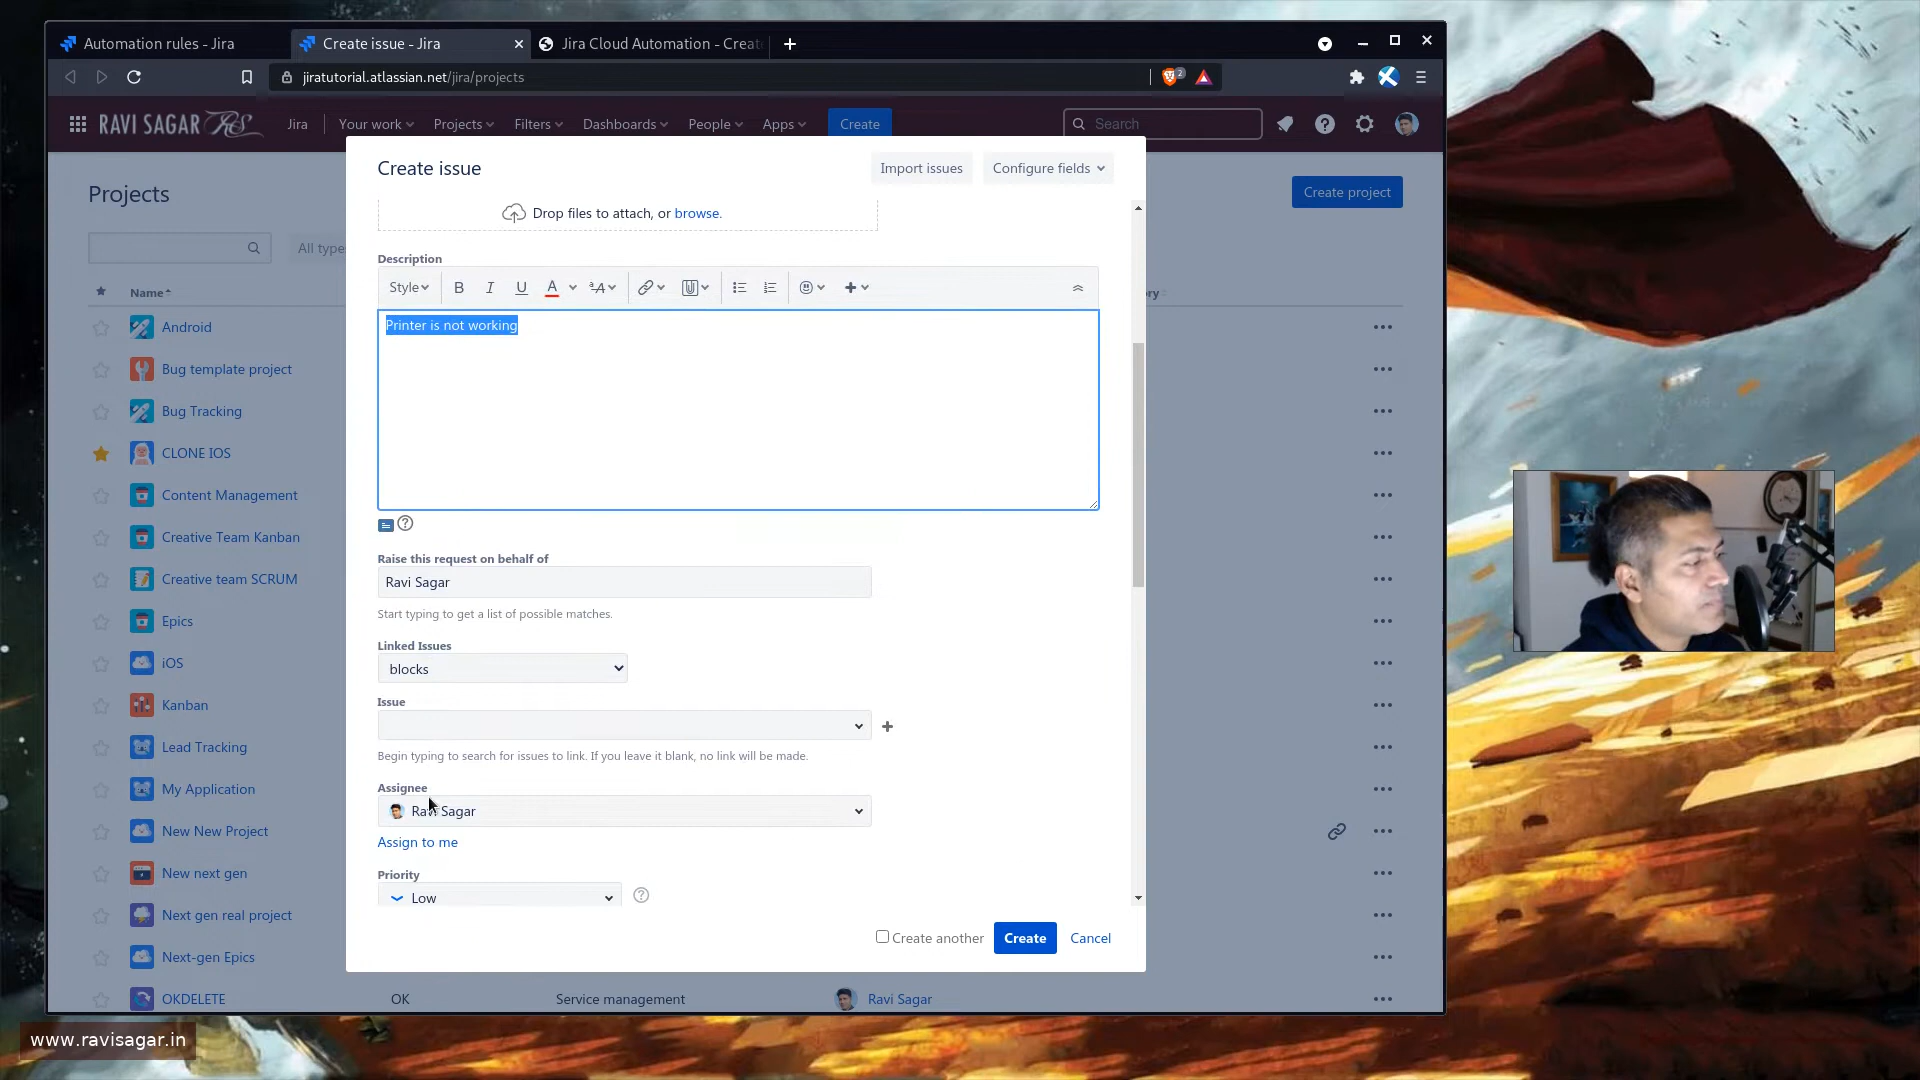 Automation rules - Jira
Create issue - Jira
Jira Cloud Automation - Creat
jiratutorial.atlassian.net/jira/projects
2
RAVI SAGAR RS
Jira
Your work
Projects
Filters
Dashboards
People
Apps
Create
Search
Projects
Create project
All type
Name
ry
Android
Bug template project
Bug Tracking
CLONE IOS
Content Management
Creative Team Kanban
Creative team SCRUM
Epics
iOS
Kanban
Lead Tracking
My Application
New New Project
New next gen
Next gen real project
Next-gen Epics
OKDELETE
OK
Service management
Ravi Sagar
Create issue
Import issues
Configure fields
Drop files to attach, or browse.
Description
Style
B I U A A
Printer is not working
Raise this request on behalf of
Ravi Sagar
Start typing to get a list of possible matches.
Linked Issues
blocks
Issue
Begin typing to search for issues to link. If you leave it blank, no link will be made.
Assignee
Ravi Sagar
Assign to me
Priority
Low
Create another
Create
Cancel
www.ravisagar.in